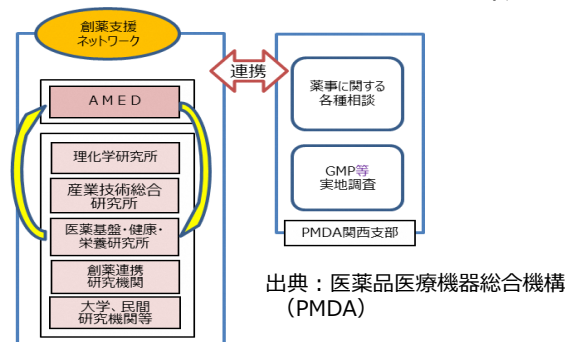 創薬支援
ネットワーク
連携
AMED
理化学研究所
産業技術総合
研究所
医薬基盤・健康・
栄養研究所
創薬連携
研究機関
大学、民間
研究機関等
薬事に関する
各種相談
GMP等
実地調査
PMDA関西支部
出典：医薬品医療機器総合機構
（PMDA）